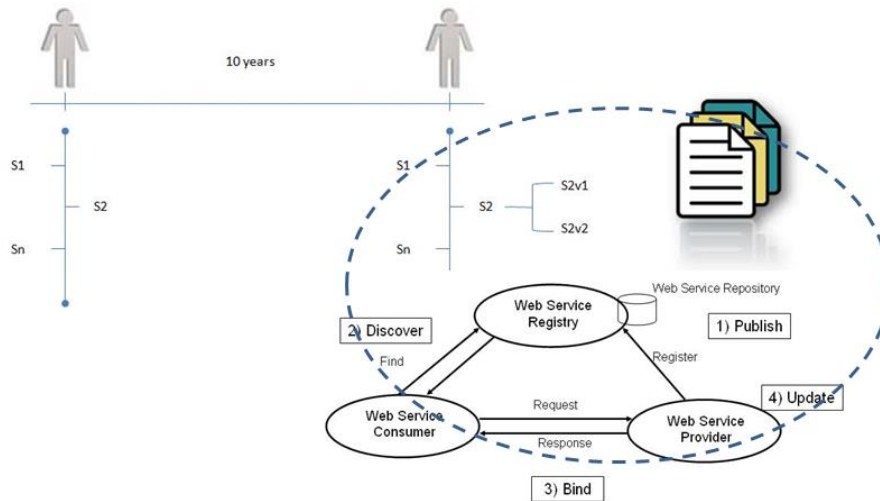 10 years
S1
S2
Sn
S1
S2
S2v1
S2v2
Sn
Web Service Repository
Web Service
Registry
1) Publish
2) Discover
Find
Register
Web Service
Consumer
Request
Response
Web Service
Provider
4) Update
3) Bind